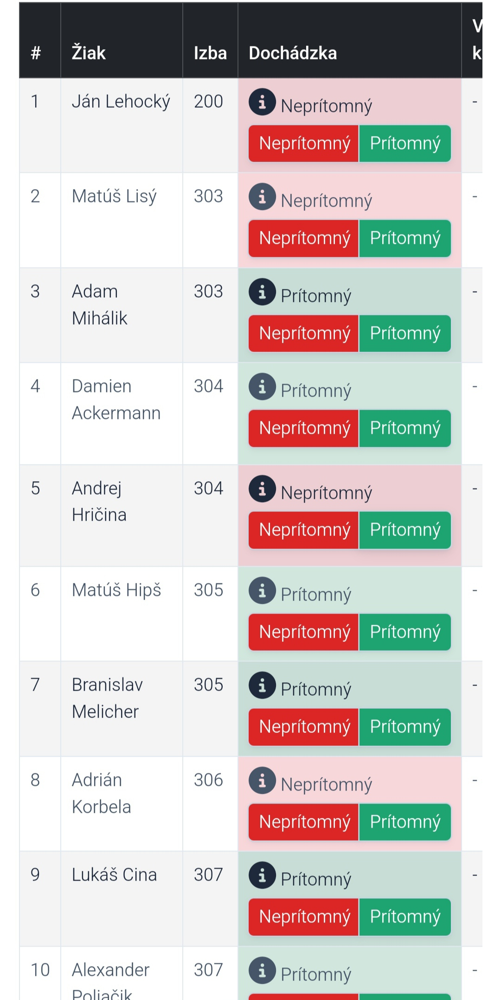 # Žiak Izba Dochádzka
1 Ján Lehocký 200 Neprítomný -
Neprítomný Prítomný
2 Matúš Lisý 303 Neprítomný -
Neprítomný Prítomný
3 Adam 303 Prítomný -
Mihálik
Neprítomný Prítomný
4 Damien 304 Prítomný -
Ackermann
Neprítomný Prítomný
5 Andrej 304 Neprítomný -
Hričina
Neprítomný Prítomný
6 Matúš Hipš 305 Prítomný -
Neprítomný Prítomný
7 Branislav 305 Prítomný -
Melicher
Neprítomný Prítomný
8 Adrián 306 Neprítomný -
Korbela
Neprítomný Prítomný
9 Lukáš Cina 307 Prítomný -
Neprítomný Prítomný
10 Alexander 307 Prítomný -
Poliačik